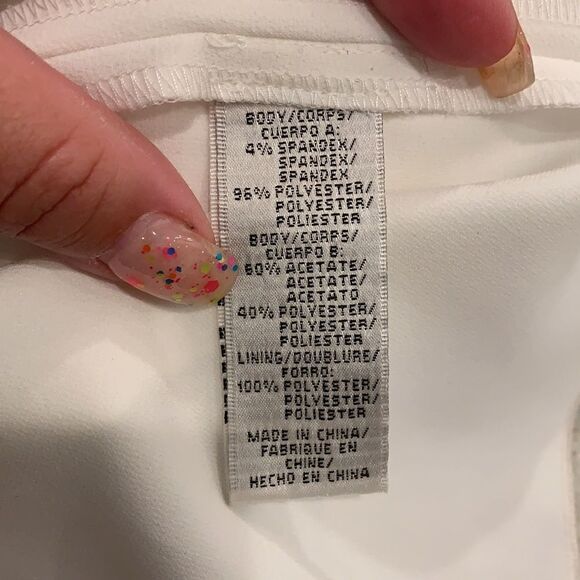 BODY/CORPS/
CUERPO A:
4% SPANDEX/
SPANDEX/
SPANDEX
96% POLYESTER/
POLYESTER/
POLIESTER
BODY/CORPS/
CUERPO B:
60% ACETATE/
ACETATE/
ACETATO
40% POLYESTER/
POLYESTER/
POLIESTER
LINING/DOUBLURE/
FORRO:
100% POLYESTER/
POLYESTER/
POLIESTER
MADE IN CHINA/
FABRIQUE EN
CHINE/
HECHO EN CHINA